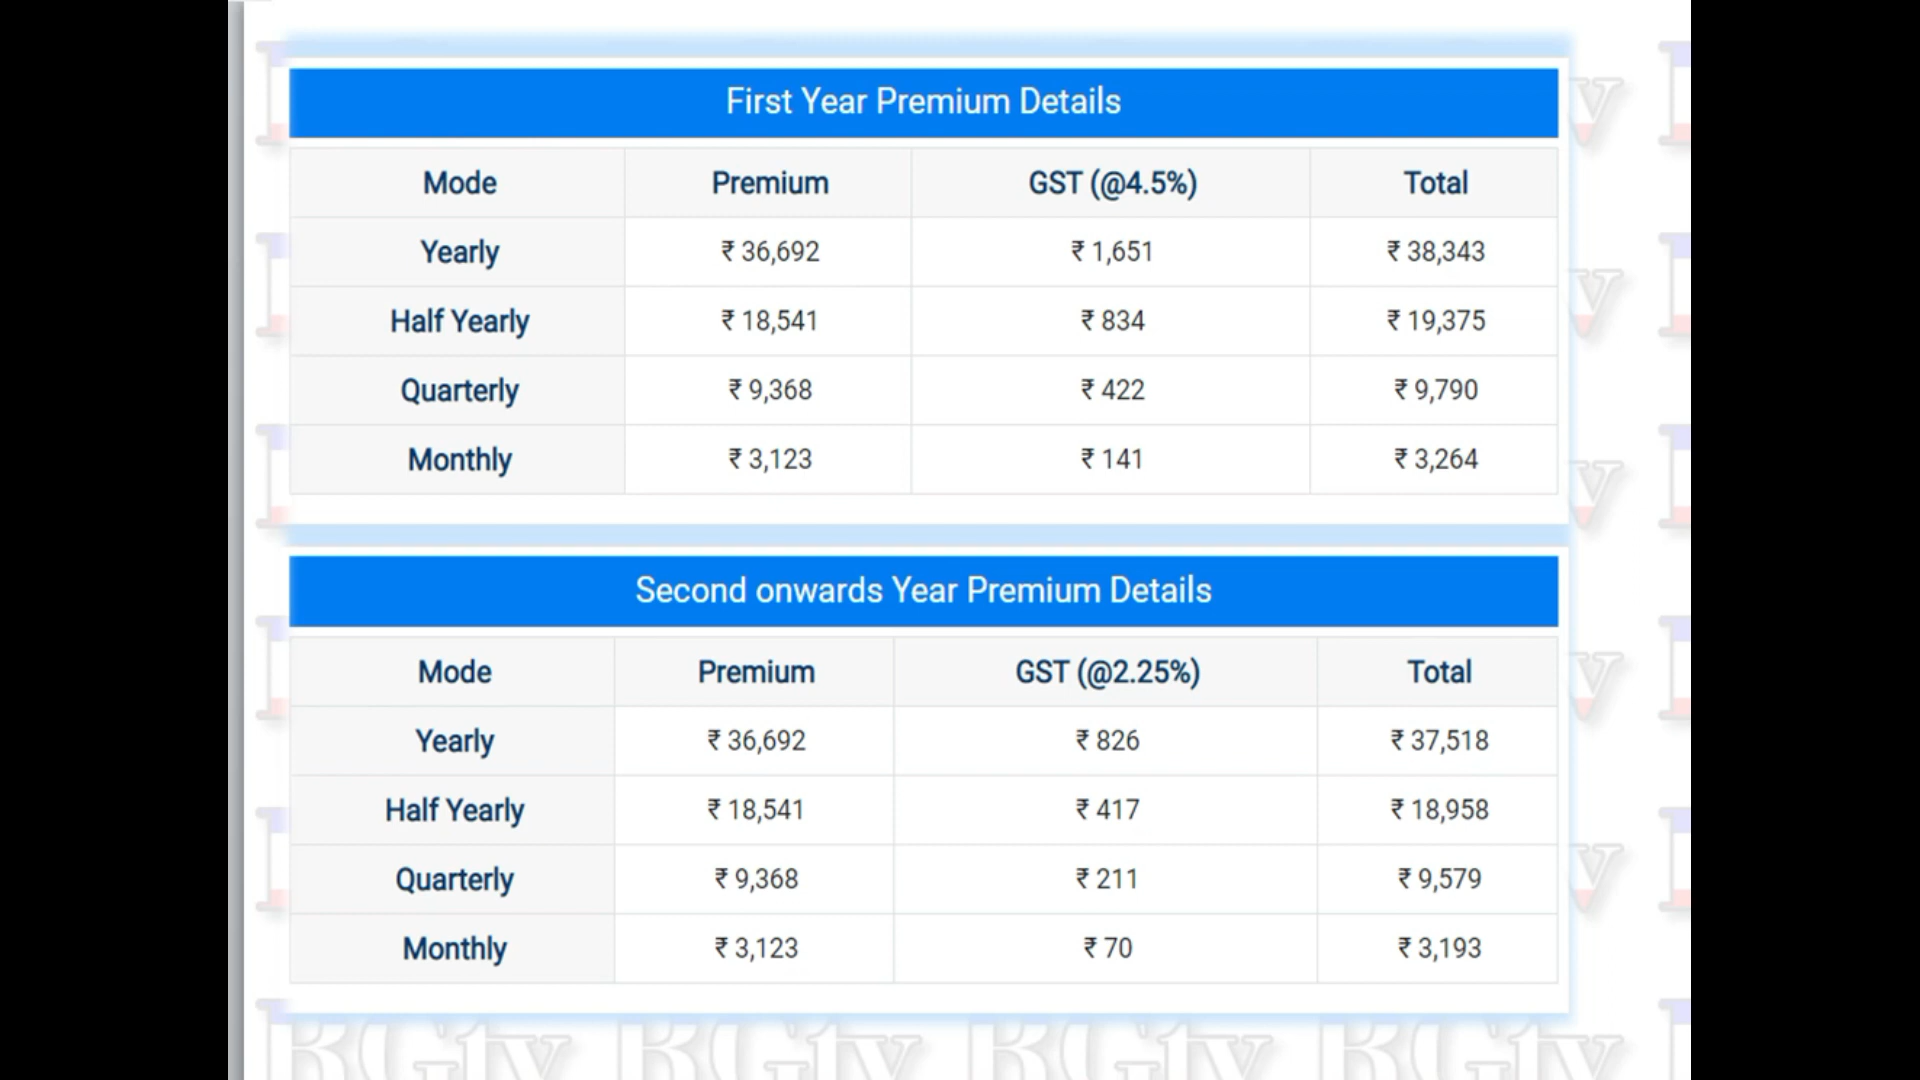 First Year Premium Details
Mode Premium GST (@4.5%) Total
Yearly ₹ 36,692 ₹ 1,651 ₹ 38,343
Half Yearly ₹ 18,541 ₹ 834 ₹ 19,375
Quarterly ₹ 9,368 ₹ 422 ₹ 9,790
Monthly ₹ 3,123 ₹ 141 ₹ 3,264
Second onwards Year Premium Details
Mode Premium GST (@2.25%) Total
Yearly ₹ 36,692 ₹ 826 ₹ 37,518
Half Yearly ₹ 18,541 ₹ 417 ₹ 18,958
Quarterly ₹ 9,368 ₹ 211 ₹ 9,579
Monthly ₹ 3,123 ₹ 70 ₹ 3,193